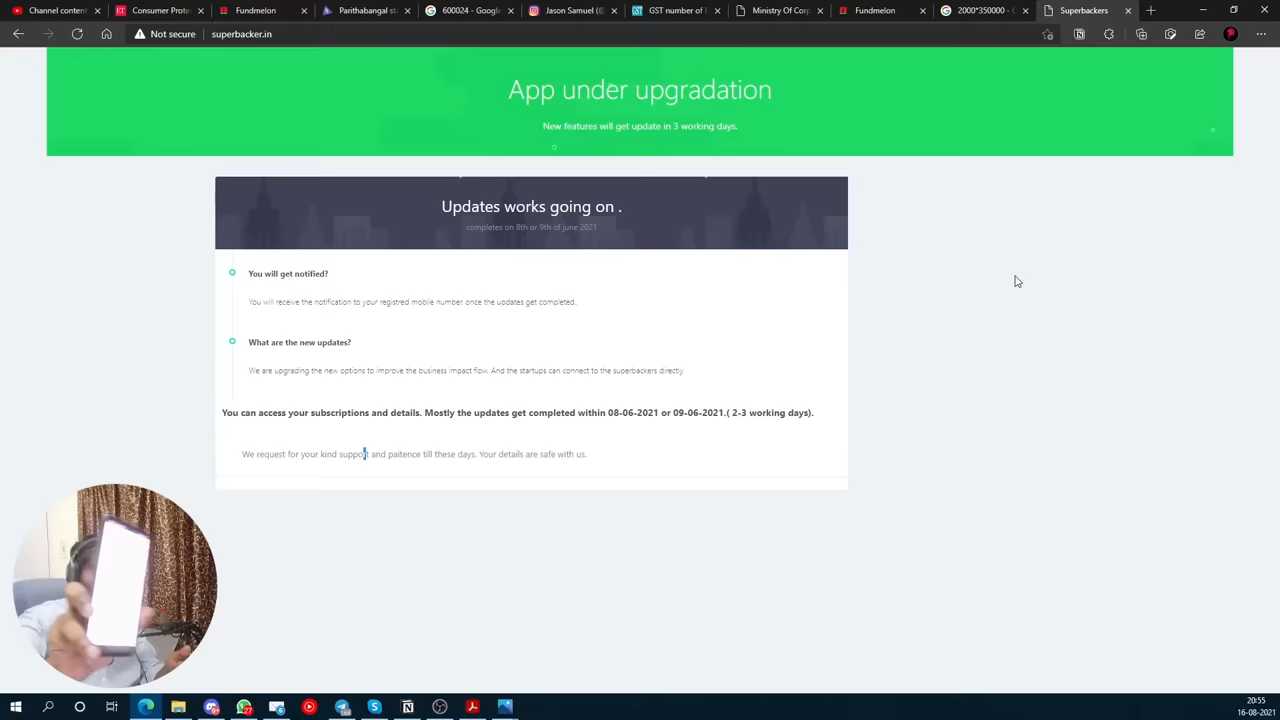 Channel content
Consumer Protec
Fundmelon
Parithabangal sta
600024 - Google
Jason Samuel (@
GST number of F
Ministry Of Corp
Fundmelon
2000*350000 - G
Superbackers
Not secure
superbacker.in
App under upgradation
New features will get update in 3 working days.
Updates works going on .
completes on 8th or 9th of june 2021
You will get notified?
You will receive the notification to your registred mobile number. once the updates get completed..
What are the new updates?
We are upgrading the new options to improve the business impact flow. And the startups can connect to the superbackers directly.
You can access your subscriptions and details. Mostly the updates get completed within 08-06-2021 or 09-06-2021.( 2-3 working days).
We request for your kind support and paitence till these days. Your details are safe with us.
27
6
20:55
16-08-2021